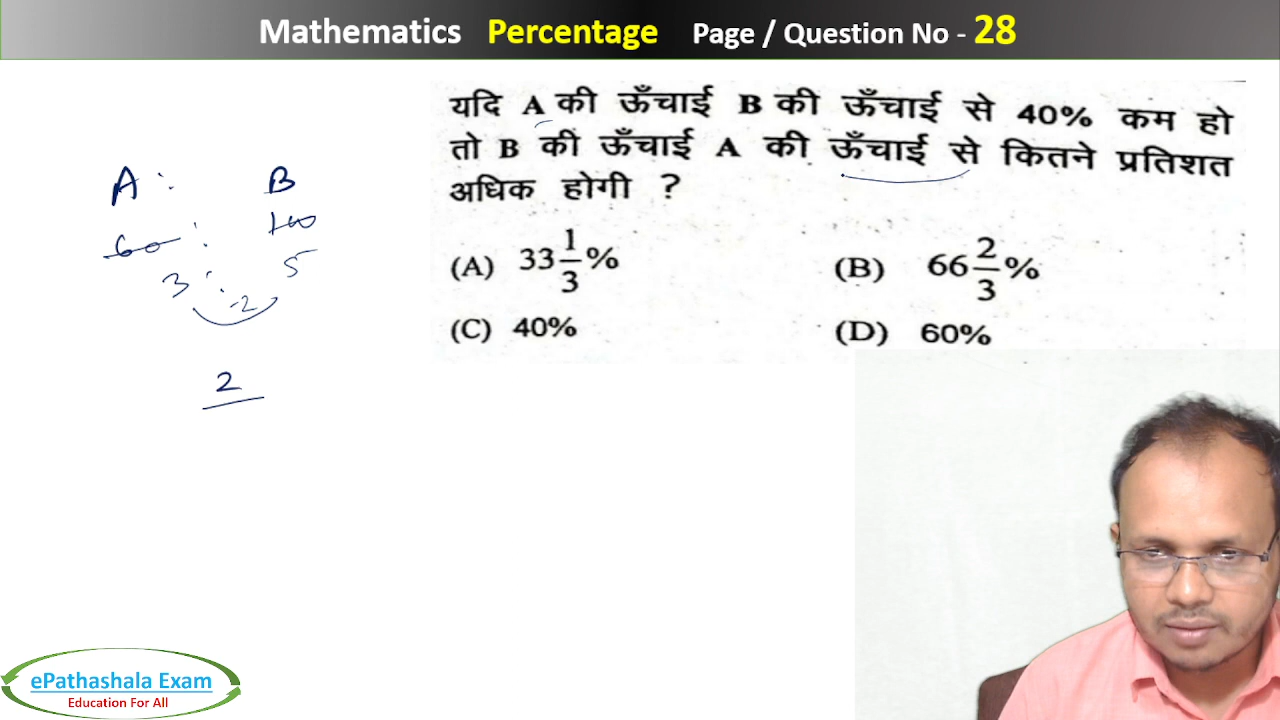 Mathematics Percentage Page / Question No - 28
यदि A की ऊँचाई B की ऊँचाई से 40% कम हो
तो B की ऊँचाई A की ऊँचाई से कितने प्रतिशत
अधिक होगी ?
(A) 33 1/3 %
(B) 66 2/3 %
(C) 40%
(D) 60%
A : B
60 : 100
3 : 5
2
2
ePathashala Exam
Education For All